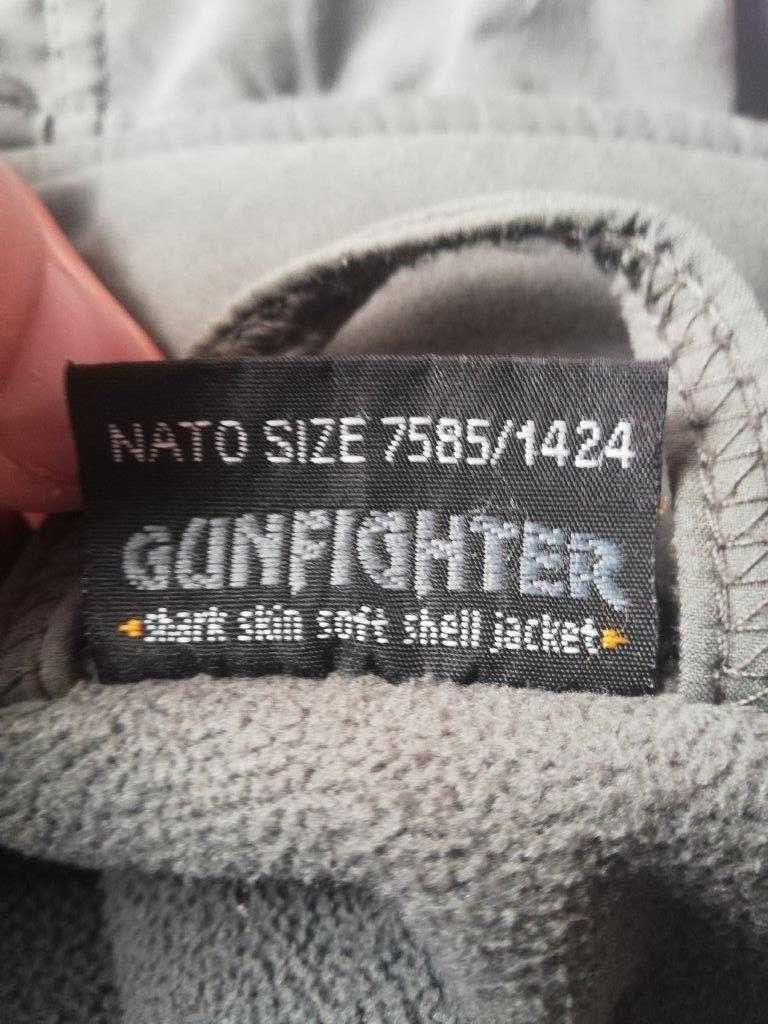 NATO SIZE 7585/1424
GUNFIGHTER
shark skin soft shell jacket